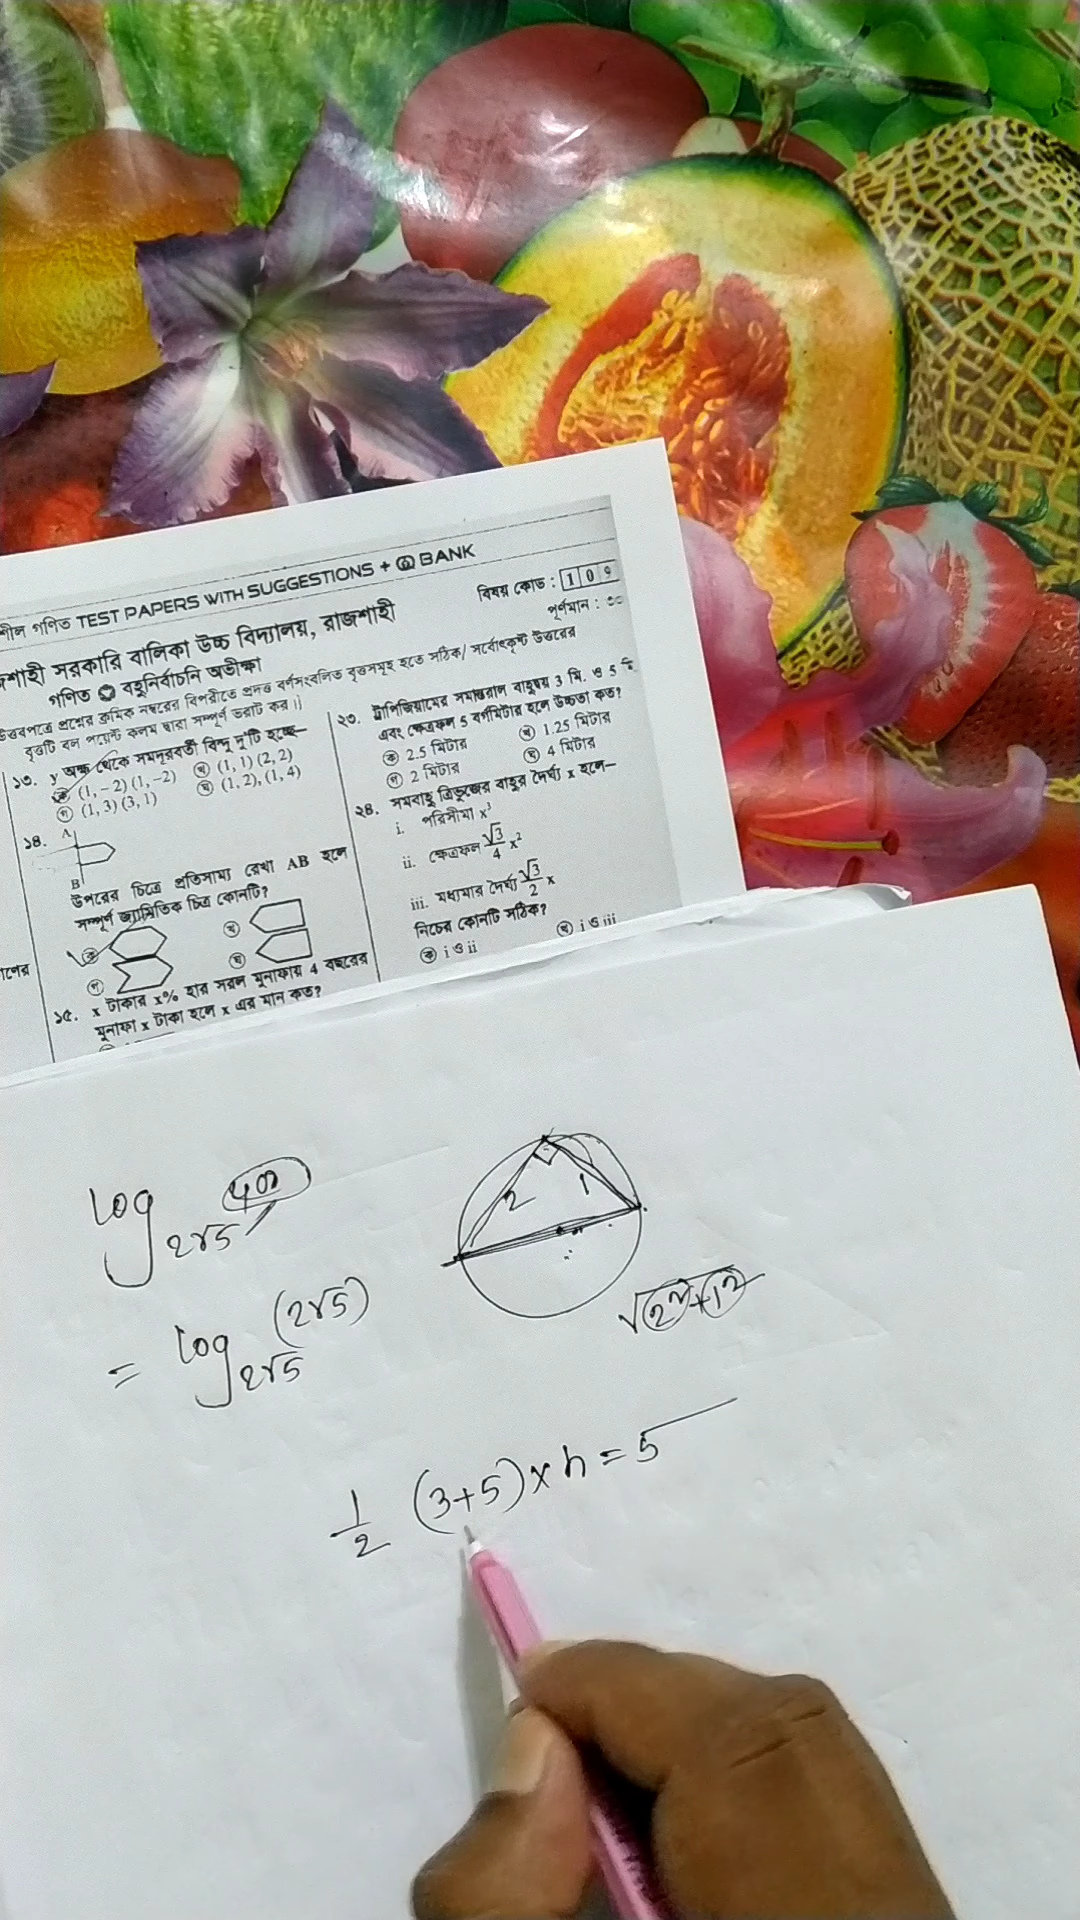 শীল গণিত TEST PAPERS WITH SUGGESTIONS + BANK
রাজশাহী সরকারি বালিকা উচ্চ বিদ্যালয়, রাজশাহী
বিষয় কোড : 1 0 9
গণিত বহুনির্বাচনি অভীক্ষা
পূর্ণমান : ৩০
উত্তরপত্রে প্রশ্নের ক্রমিক নম্বরের বিপরীতে প্রদত্ত বর্ণসংবলিত বৃত্তসমূহ হতে সঠিক/ সর্বোৎকৃষ্ট উত্তরের
বৃত্তটি বল পয়েন্ট কলম দ্বারা সম্পূর্ণ ভরাট কর।]
১৩. y অক্ষ থেকে সমদূরবর্তী বিন্দু দু'টি হচ্ছে—
ক (1, – 2) (1, –2) খ (1, 1) (2, 2)
গ (1, 3) (3, 1) ঘ (1, 2), (1, 4)
১৪. A
B
উপরের চিত্রে প্রতিসাম্য রেখা AB হলে
সম্পূর্ণ জ্যামিতিক চিত্র কোনটি?
ক খ
গ ঘ
১৫. x টাকার x% হার সরল মুনাফায় 4 বছরের
মুনাফা x টাকা হলে x এর মান কত?
২৩. ট্রাপিজিয়ামের সমান্তরাল বাহুদ্বয় 3 মি. ও 5 মি.
এবং ক্ষেত্রফল 5 বর্গমিটার হলে উচ্চতা কত?
ক 2.5 মিটার খ 1.25 মিটার
গ 2 মিটার ঘ 4 মিটার
২৪. সমবাহু ত্রিভুজের বাহুর দৈর্ঘ্য x হলে—
i. পরিসীমা x³
ii. ক্ষেত্রফল √3/4 x²
iii. মধ্যমার দৈর্ঘ্য √3/2 x
নিচের কোনটি সঠিক?
ক i ও ii খ i ও iii
log 2√5
2 1
= log 2√5 (2√5)
√2²+1²
1/2 (3+5)×h = 5